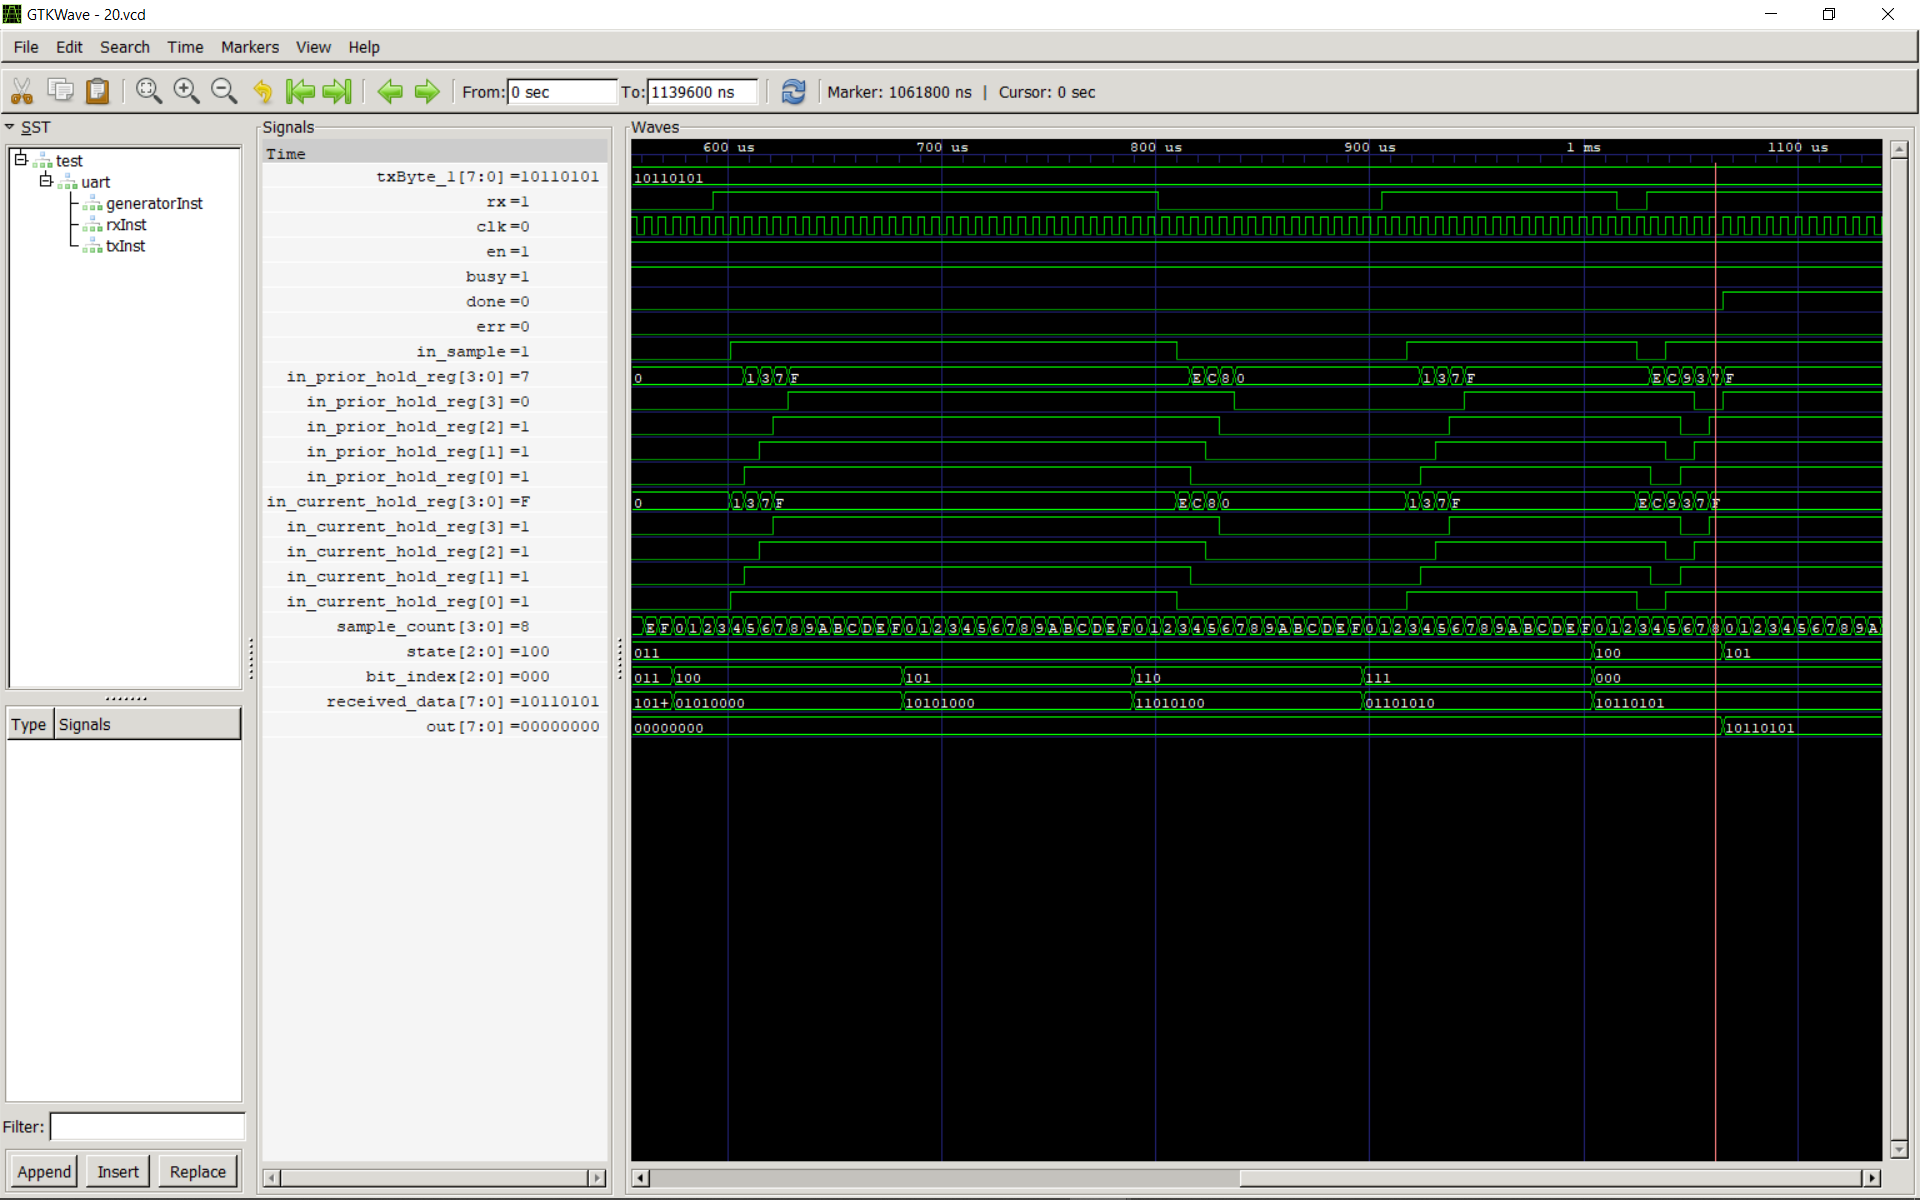 GTKWave - 20.vcd
File Edit Search Time Markers View Help
From: 0 sec To: 1139600 ns Marker: 1061800 ns | Cursor: 0 sec
SST
test
uart
generatorInst
rxInst
txInst
Type Signals
Filter:
Append Insert Replace
Signals
Time
txByte_1[7:0] =10110101
rx =1
clk =0
en =1
busy =1
done =0
err =0
in_sample =1
in_prior_hold_reg[3:0] =7
in_prior_hold_reg[3] =0
in_prior_hold_reg[2] =1
in_prior_hold_reg[1] =1
in_prior_hold_reg[0] =1
in_current_hold_reg[3:0] =F
in_current_hold_reg[3] =1
in_current_hold_reg[2] =1
in_current_hold_reg[1] =1
in_current_hold_reg[0] =1
sample_count[3:0] =8
state[2:0] =100
bit_index[2:0] =000
received_data[7:0] =10110101
out[7:0] =00000000
Waves
600 us 700 us 800 us 900 us 1 ms 1100 us
10110101
0 1 3 7 F E C 8 0 1 3 7 F E C 9 3 7 F
0 1 3 7 F E C 8 0 1 3 7 F E C 9 3 7 F
E F 0 1 2 3 4 5 6 7 8 9 A B C D E F 0 1 2 3 4 5 6 7 8 9 A B C D E F 0 1 2 3 4 5 6 7 8 9 A B C D E F 0 1 2 3 4 5 6 7 8 9 A B C D E F 0 1 2 3 4 5 6 7 8 0 1 2 3 4 5 6 7 8 9 A
011 100 101
011 100 101 110 111 000
101+ 01010000 10101000 11010100 01101010 10110101
00000000 10110101